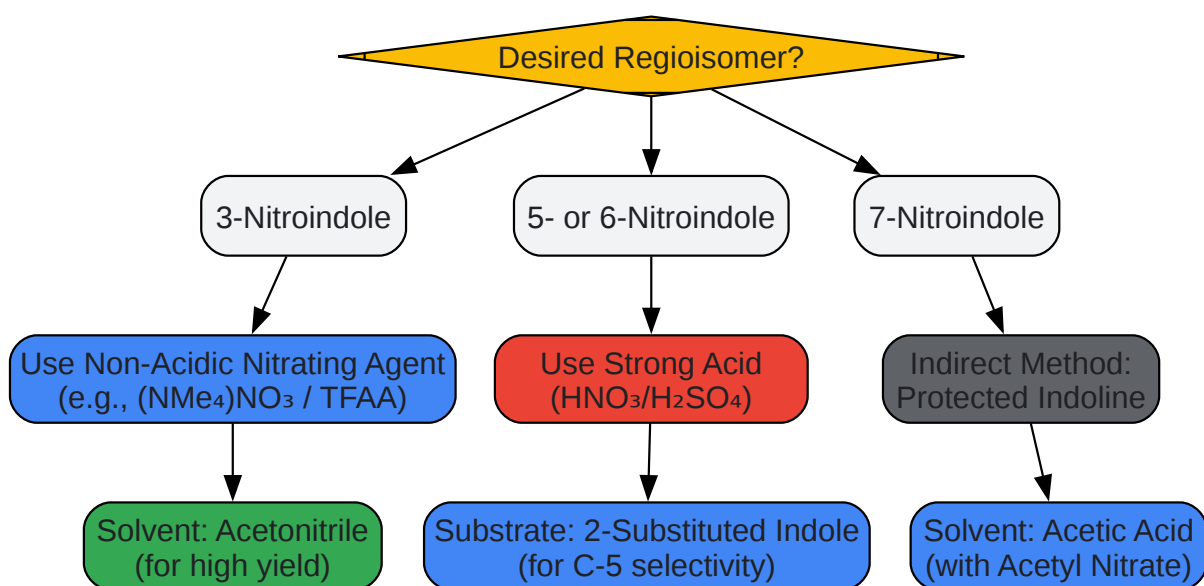 Desired Regioisomer?
3-Nitroindole
5- or 6-Nitroindole
7-Nitroindole
Use Non-Acidic Nitrating Agent
(e.g., (NMe₄)NO₃ / TFAA)
Use Strong Acid
(HNO₃/H₂SO₄)
Indirect Method:
Protected Indoline
Solvent: Acetonitrile
(for high yield)
Substrate: 2-Substituted Indole
(for C-5 selectivity)
Solvent: Acetic Acid
(with Acetyl Nitrate)